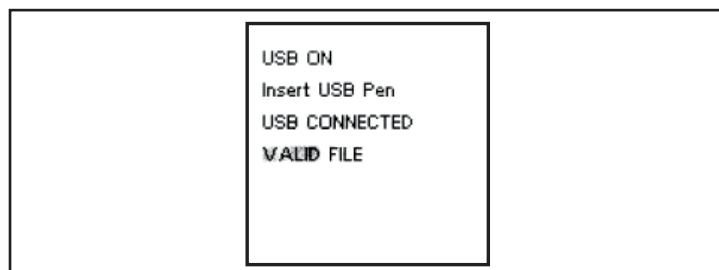 USB ON
Insert USB Pen
USB CONNECTED
VALID FILE